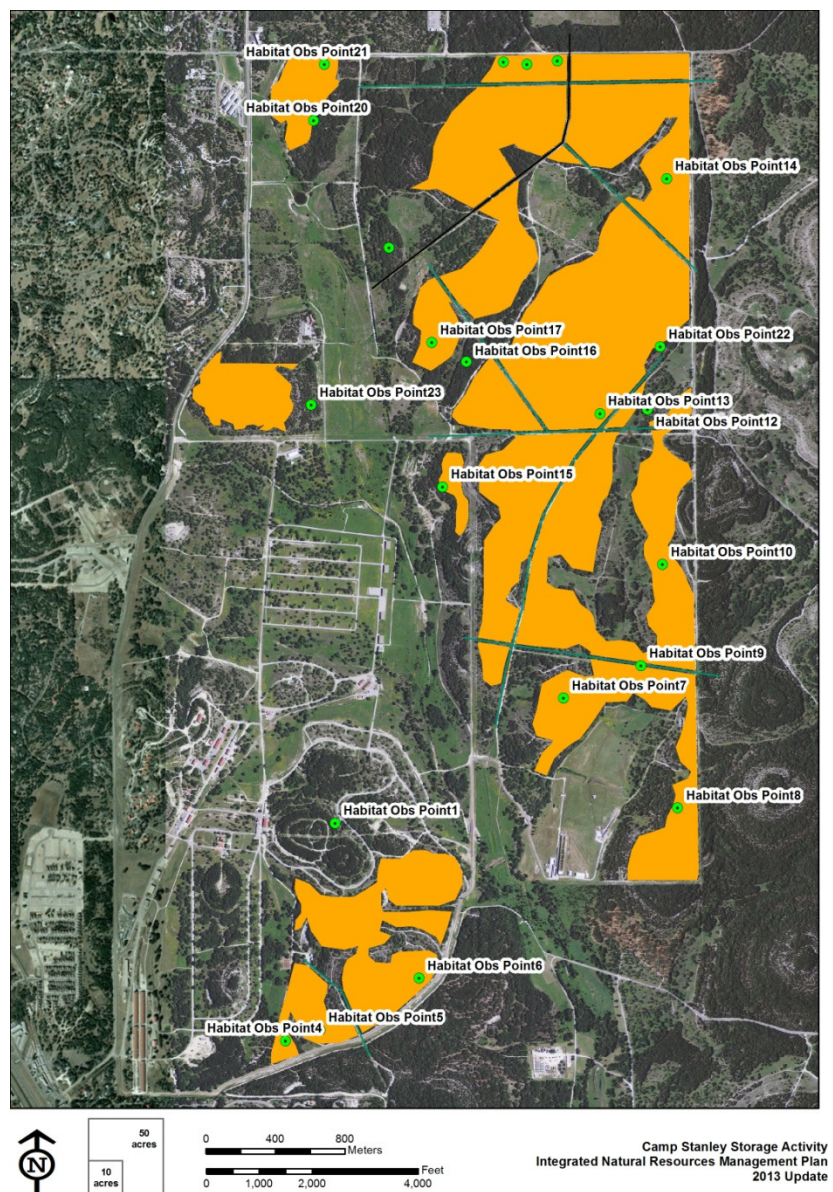 Habitat Obs Point21
Habitat Obs Point20
Habitat Obs Point14
Habitat Obs Point17
Habitat Obs Point22
Habitat Obs Point16
Habitat Obs Point23
Habitat Obs Point13
Habitat Obs Point12
Habitat Obs Point15
Habitat Obs Point10
Habitat Obs Point9
Habitat Obs Point7
Habitat Obs Point8
Habitat Obs Point1
Habitat Obs Point6
Habitat Obs Point5
Habitat Obs Point4
N
50
acres
10
acres
0 400 800
Meters
Feet
0 1,000 2,000 4,000
Camp Stanley Storage Activity
Integrated Natural Resources Management Plan
2013 Update